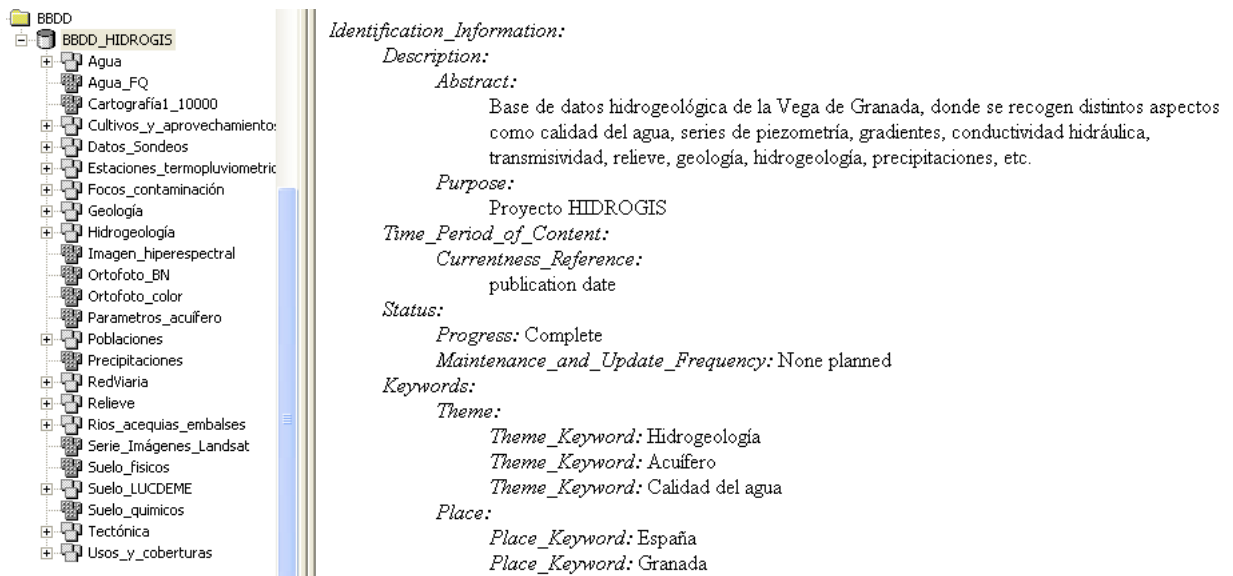 BBDD
BBDD_HIDROGIS
Agua
Agua_FQ
Cartografía1_10000
Cultivos_y_aprovechamiento
Datos_Sondeos
Estaciones_termopluviometric
Focos_contaminación
Geología
Hidrogeología
Imagen_hiperespectral
Ortofoto_BN
Ortofoto_color
Parametros_acuífero
Poblaciones
Precipitaciones
RedViaria
Relieve
Rios_acequias_embalses
Serie_Imágenes_Landsat
Suelo_fisicos
Suelo_LUCDEME
Suelo_quimicos
Tectónica
Usos_y_coberturas
Identification_Information:
Description:
Abstract:
Base de datos hidrogeológica de la Vega de Granada, donde se recogen distintos aspectos
como calidad del agua, series de piezometría, gradientes, conductividad hidráulica,
transmisividad, relieve, geología, hidrogeología, precipitaciones, etc.
Purpose:
Proyecto HIDROGIS
Time_Period_of_Content:
Currentness_Reference:
publication date
Status:
Progress: Complete
Maintenance_and_Update_Frequency: None planned
Keywords:
Theme:
Theme_Keyword: Hidrogeología
Theme_Keyword: Acuífero
Theme_Keyword: Calidad del agua
Place:
Place_Keyword: España
Place_Keyword: Granada